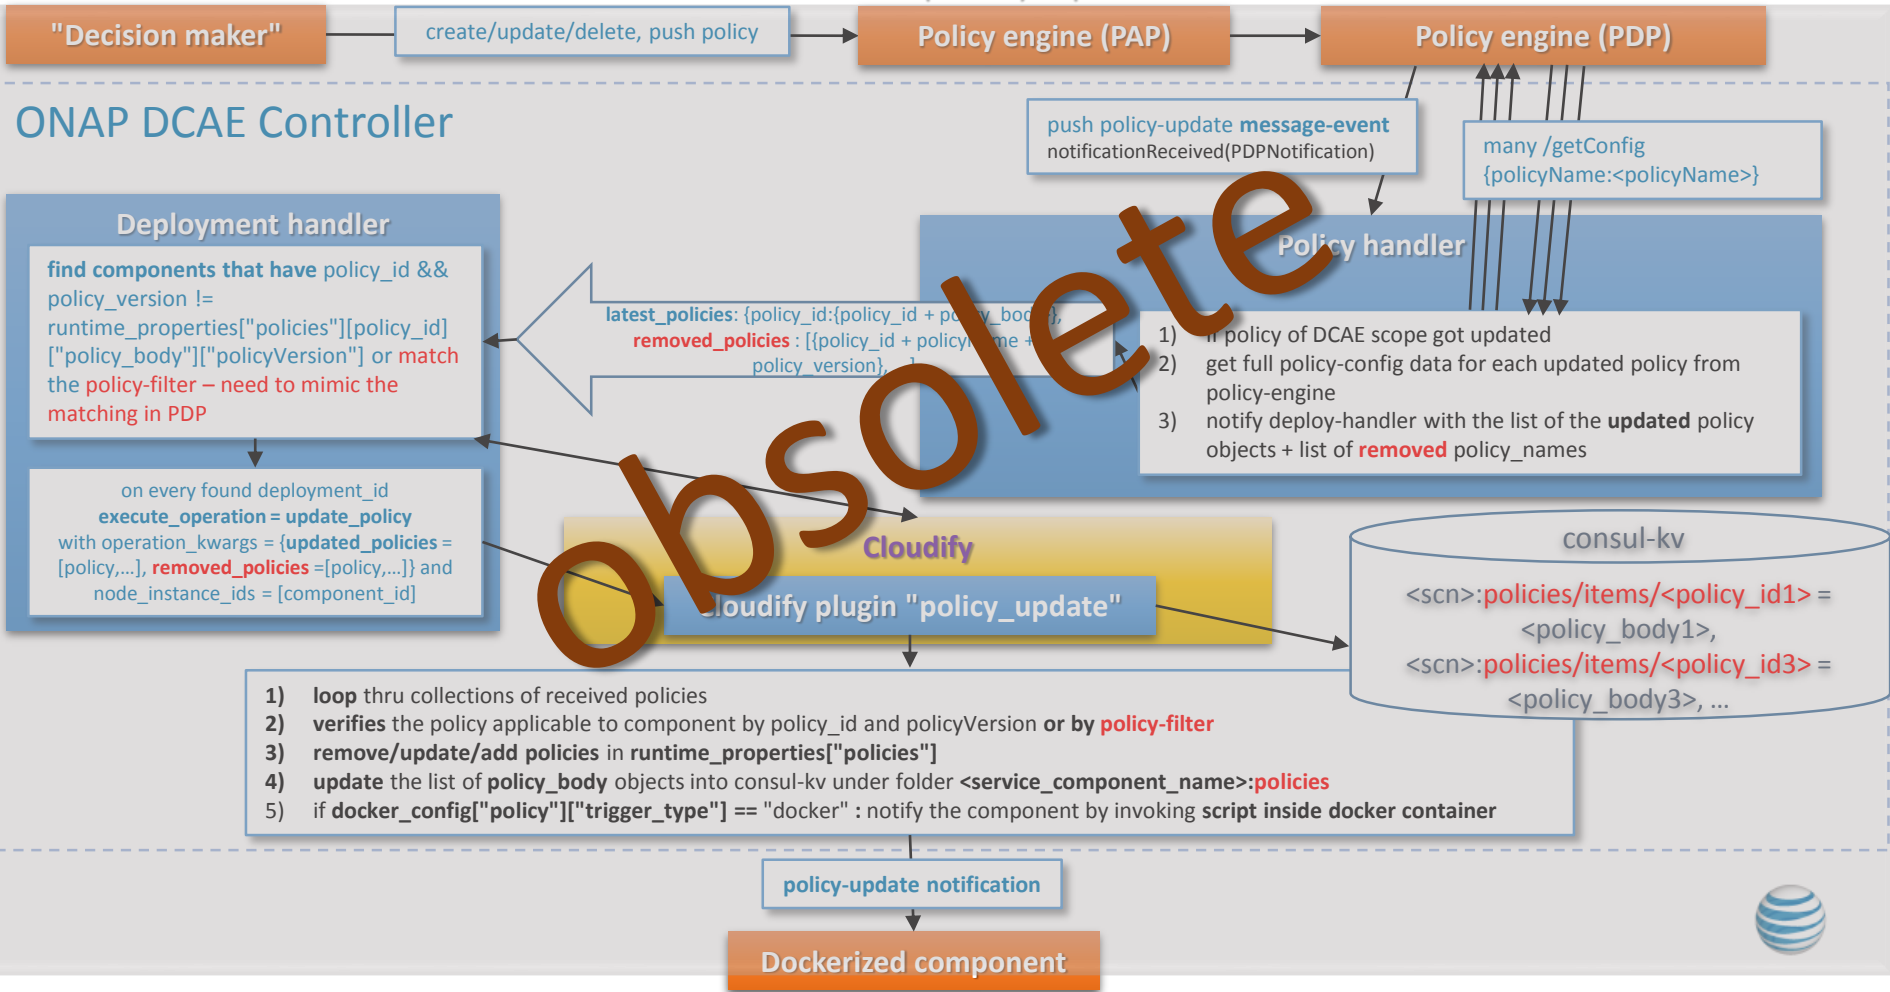 "Decision maker"
create/update/delete, push policy
Policy engine (PAP)
Policy engine (PDP)
ONAP DCAE Controller
push policy-update message-event
notificationReceived(PDPNotification)
many /getConfig
{policyName:<policyName>}
Deployment handler
find components that have policy_id &&
policy_version !=
runtime_properties["policies"][policy_id]
["policy_body"]["policyVersion"] or match
the policy-filter – need to mimic the
matching in PDP
on every found deployment_id
execute_operation = update_policy
with operation_kwargs = {updated_policies =
[policy,...], removed_policies =[policy,...]} and
node_instance_ids = [component_id]
latest_policies: {policy_id:{policy_id + policy_body}},
removed_policies : [{policy_id + policyName +
policy_version}, ...]
Policy handler
1) if policy of DCAE scope got updated
2) get full policy-config data for each updated policy from
policy-engine
3) notify deploy-handler with the list of the updated policy
objects + list of removed policy_names
obsolete
Cloudify
Cloudify plugin "policy_update"
consul-kv
<scn>:policies/items/<policy_id1> =
<policy_body1>,
<scn>:policies/items/<policy_id3> =
<policy_body3>, ...
1) loop thru collections of received policies
2) verifies the policy applicable to component by policy_id and policyVersion or by policy-filter
3) remove/update/add policies in runtime_properties["policies"]
4) update the list of policy_body objects into consul-kv under folder <service_component_name>:policies
5) if docker_config["policy"]["trigger_type"] == "docker" : notify the component by invoking script inside docker container
policy-update notification
Dockerized component